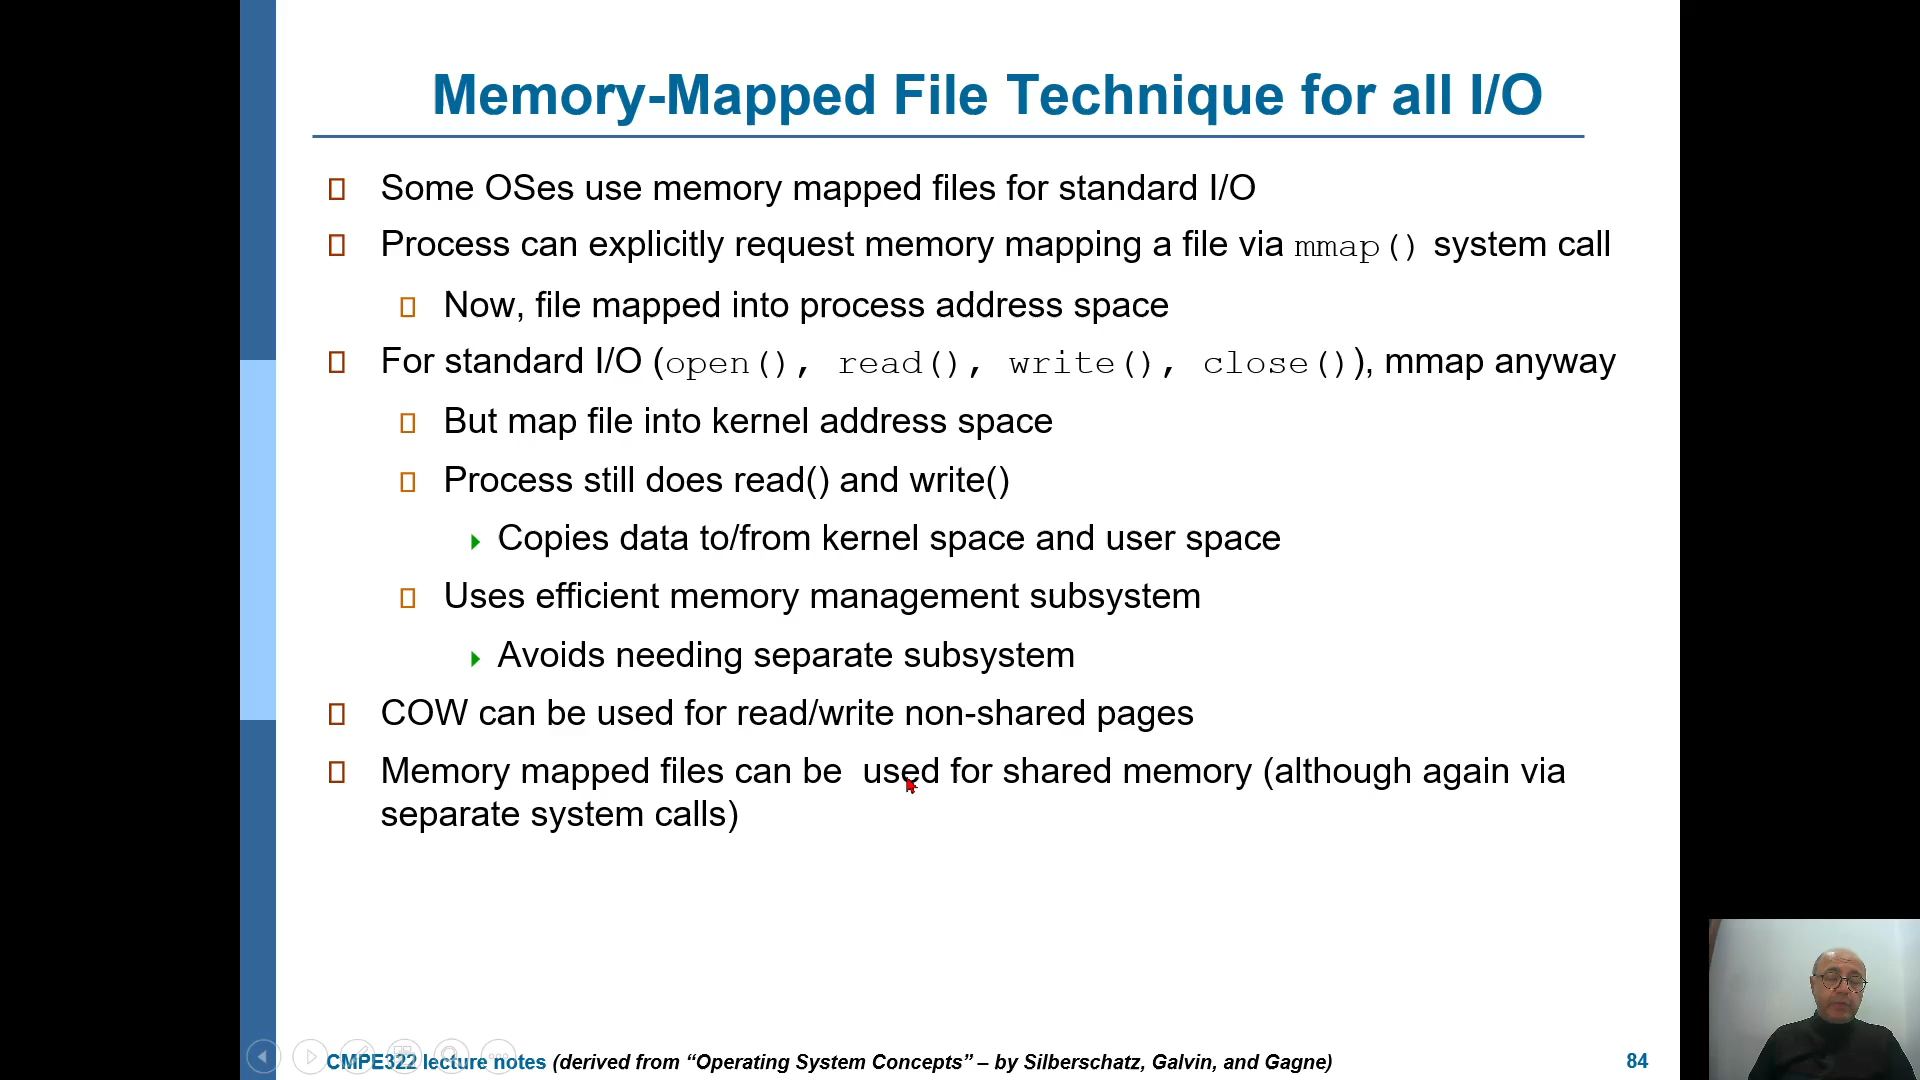 Memory-Mapped File Technique for all I/O
Some OSes use memory mapped files for standard I/O
Process can explicitly request memory mapping a file via mmap() system call
Now, file mapped into process address space
For standard I/O (open(), read(), write(), close()), mmap anyway
But map file into kernel address space
Process still does read() and write()
Copies data to/from kernel space and user space
Uses efficient memory management subsystem
Avoids needing separate subsystem
COW can be used for read/write non-shared pages
Memory mapped files can be  used for shared memory (although again via
separate system calls)
CMPE322 lecture notes (derived from “Operating System Concepts” – by Silberschatz, Galvin, and Gagne)
84